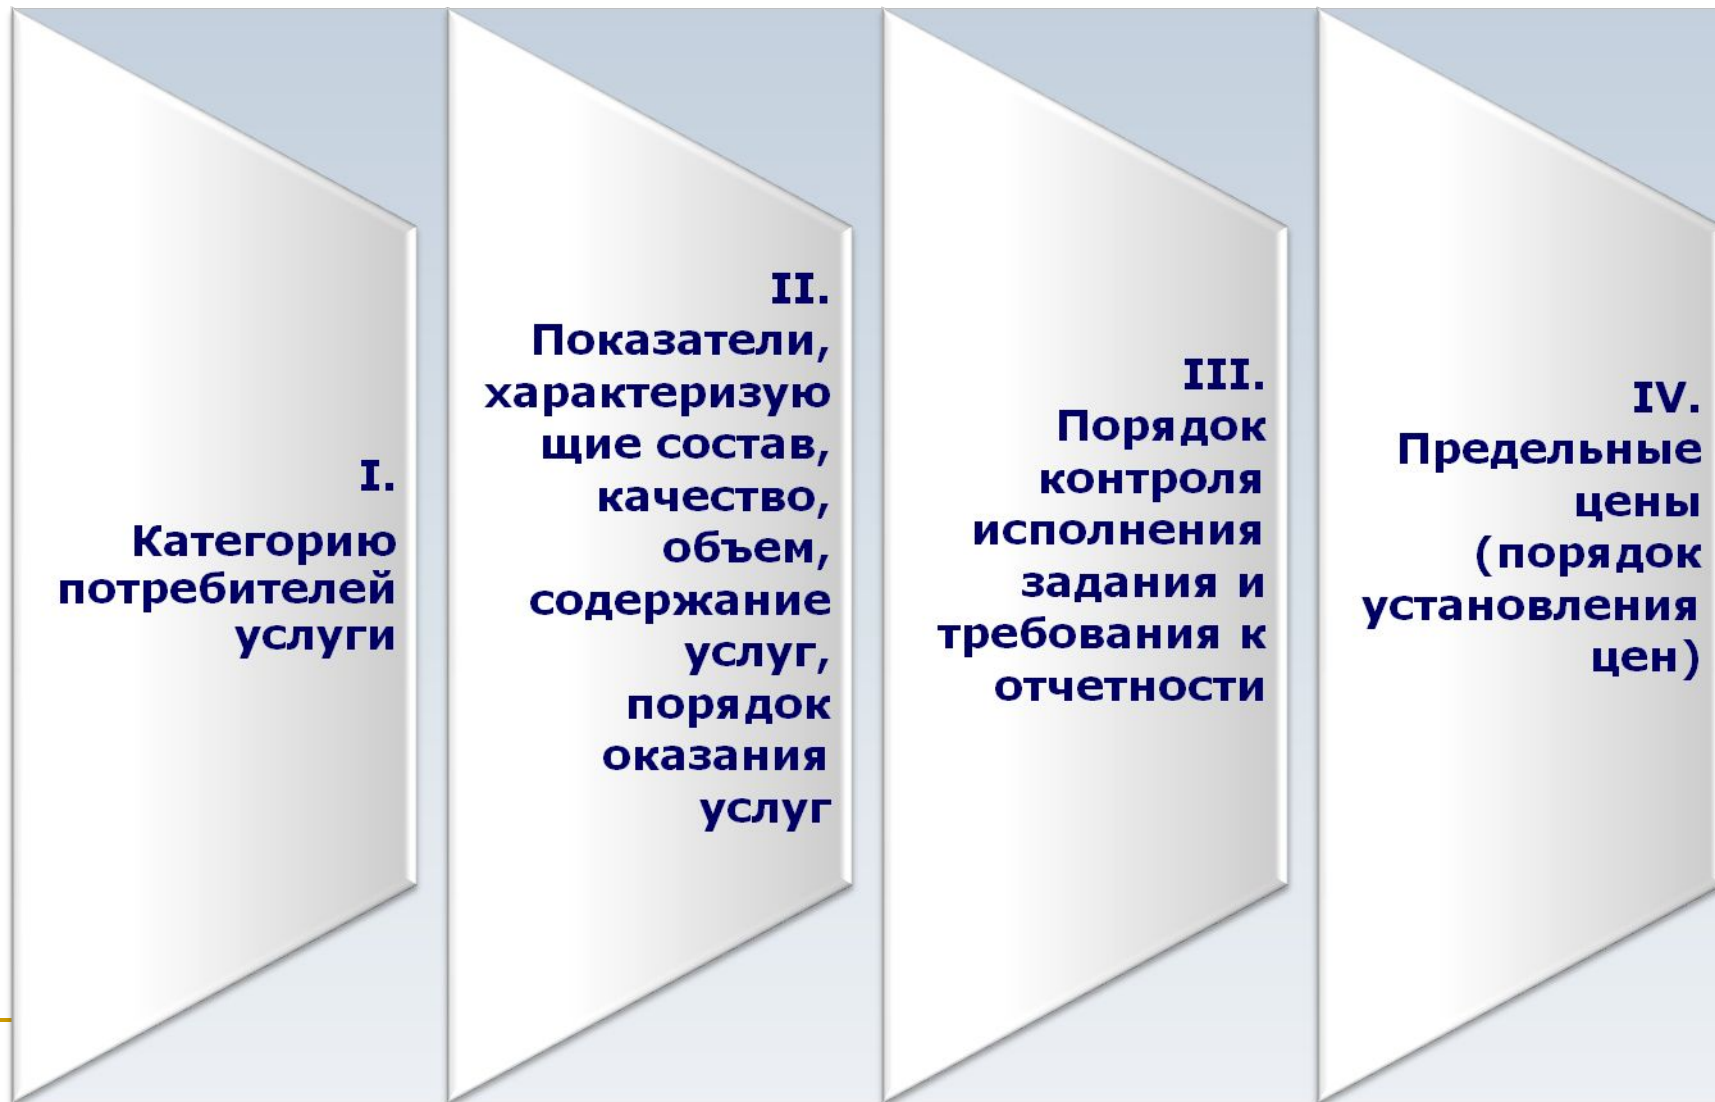 I.
Категорию
потребителей
услуги
II.
Показатели,
характеризую
щие состав,
качество,
объем,
содержание
услуг,
порядок
оказания
услуг
III.
Порядок
контроля
исполнения
задания и
требования к
отчетности
IV.
Предельные
цены
(порядок
установления
цен)